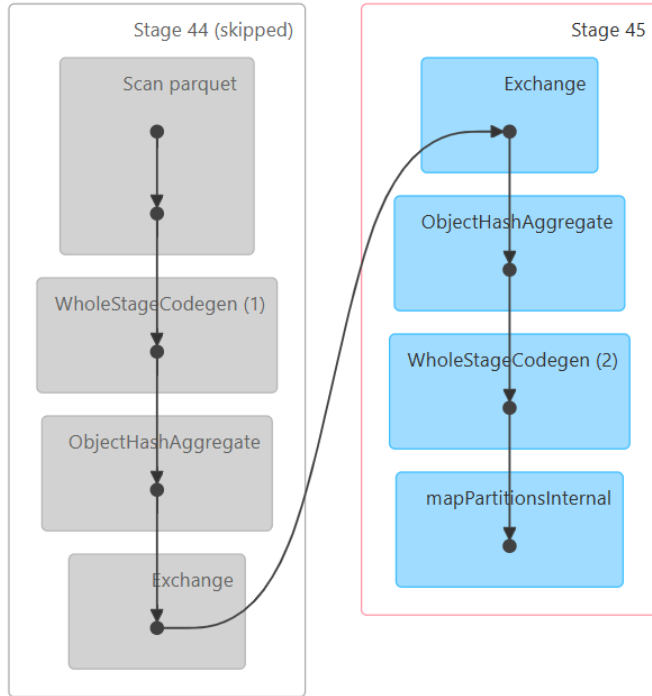 Stage 44 (skipped)
Scan parquet
WholeStageCodegen (1)
ObjectHashAggregate
Exchange
Stage 45
Exchange
ObjectHashAggregate
WholeStageCodegen (2)
mapPartitionsInternal